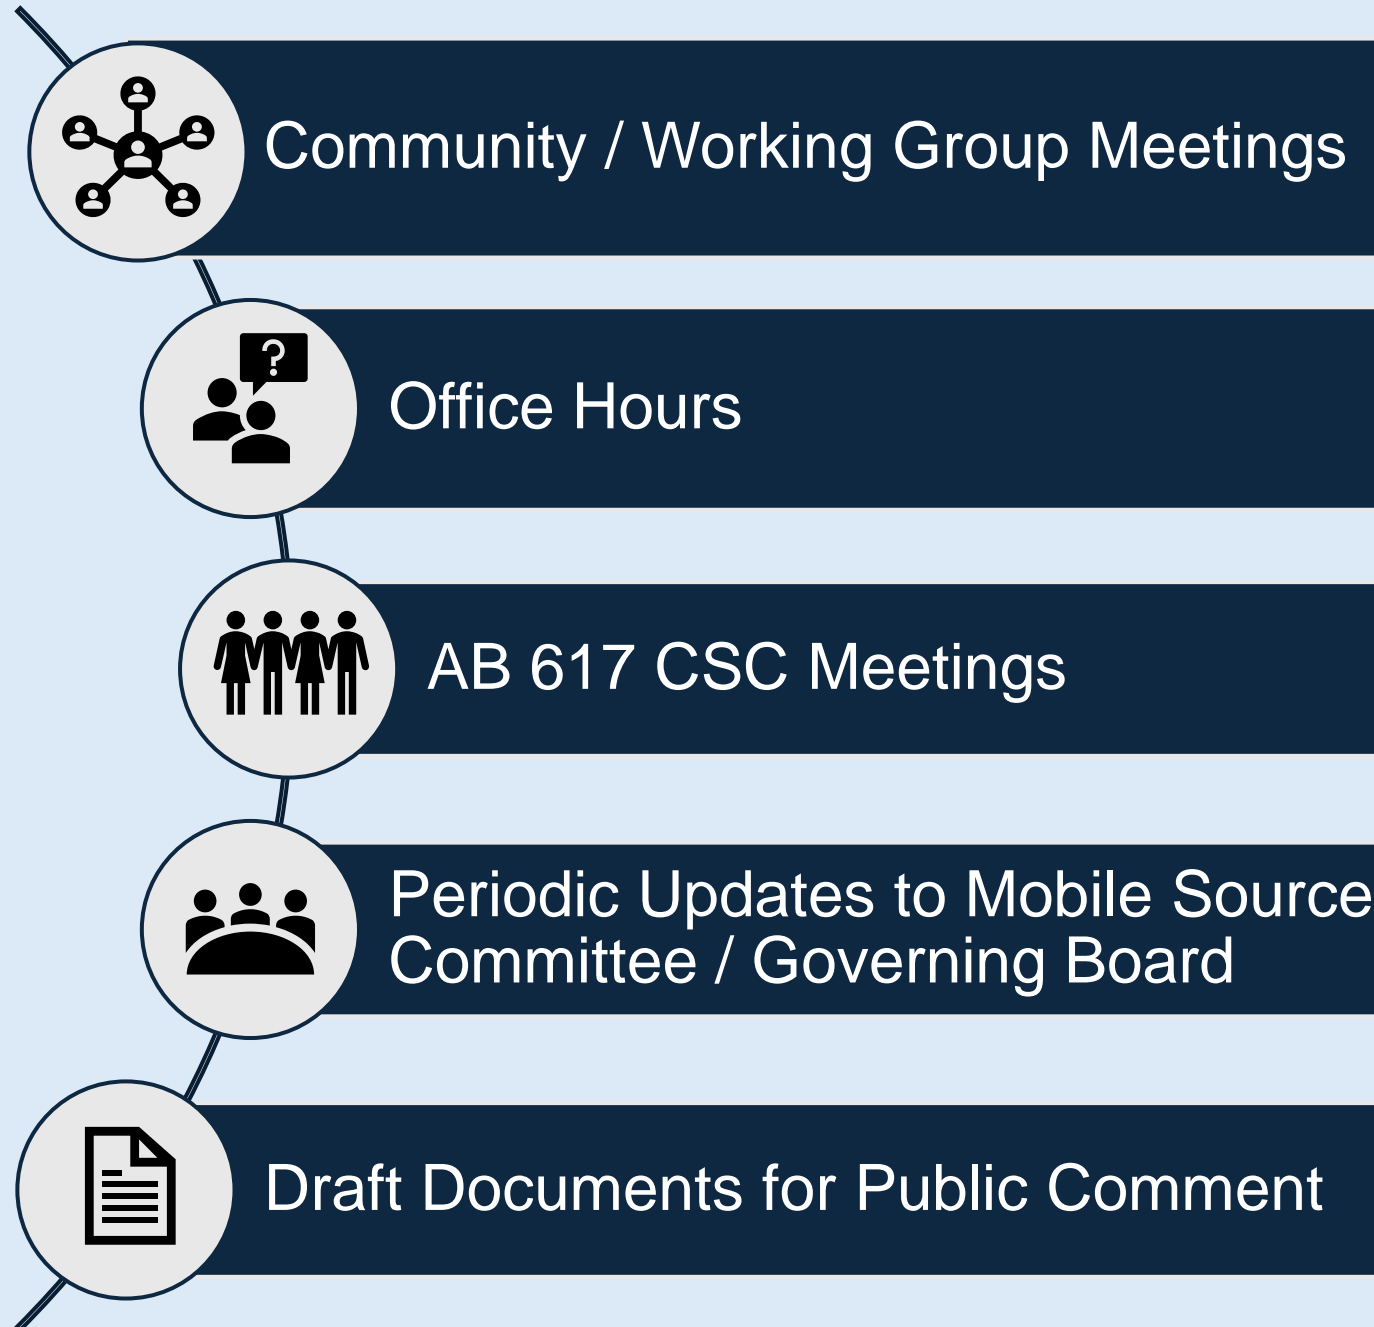 Community / Working Group Meetings
?
Office Hours
AB 617 CSC Meetings
Periodic Updates to Mobile Source
Committee / Governing Board
Draft Documents for Public Comment